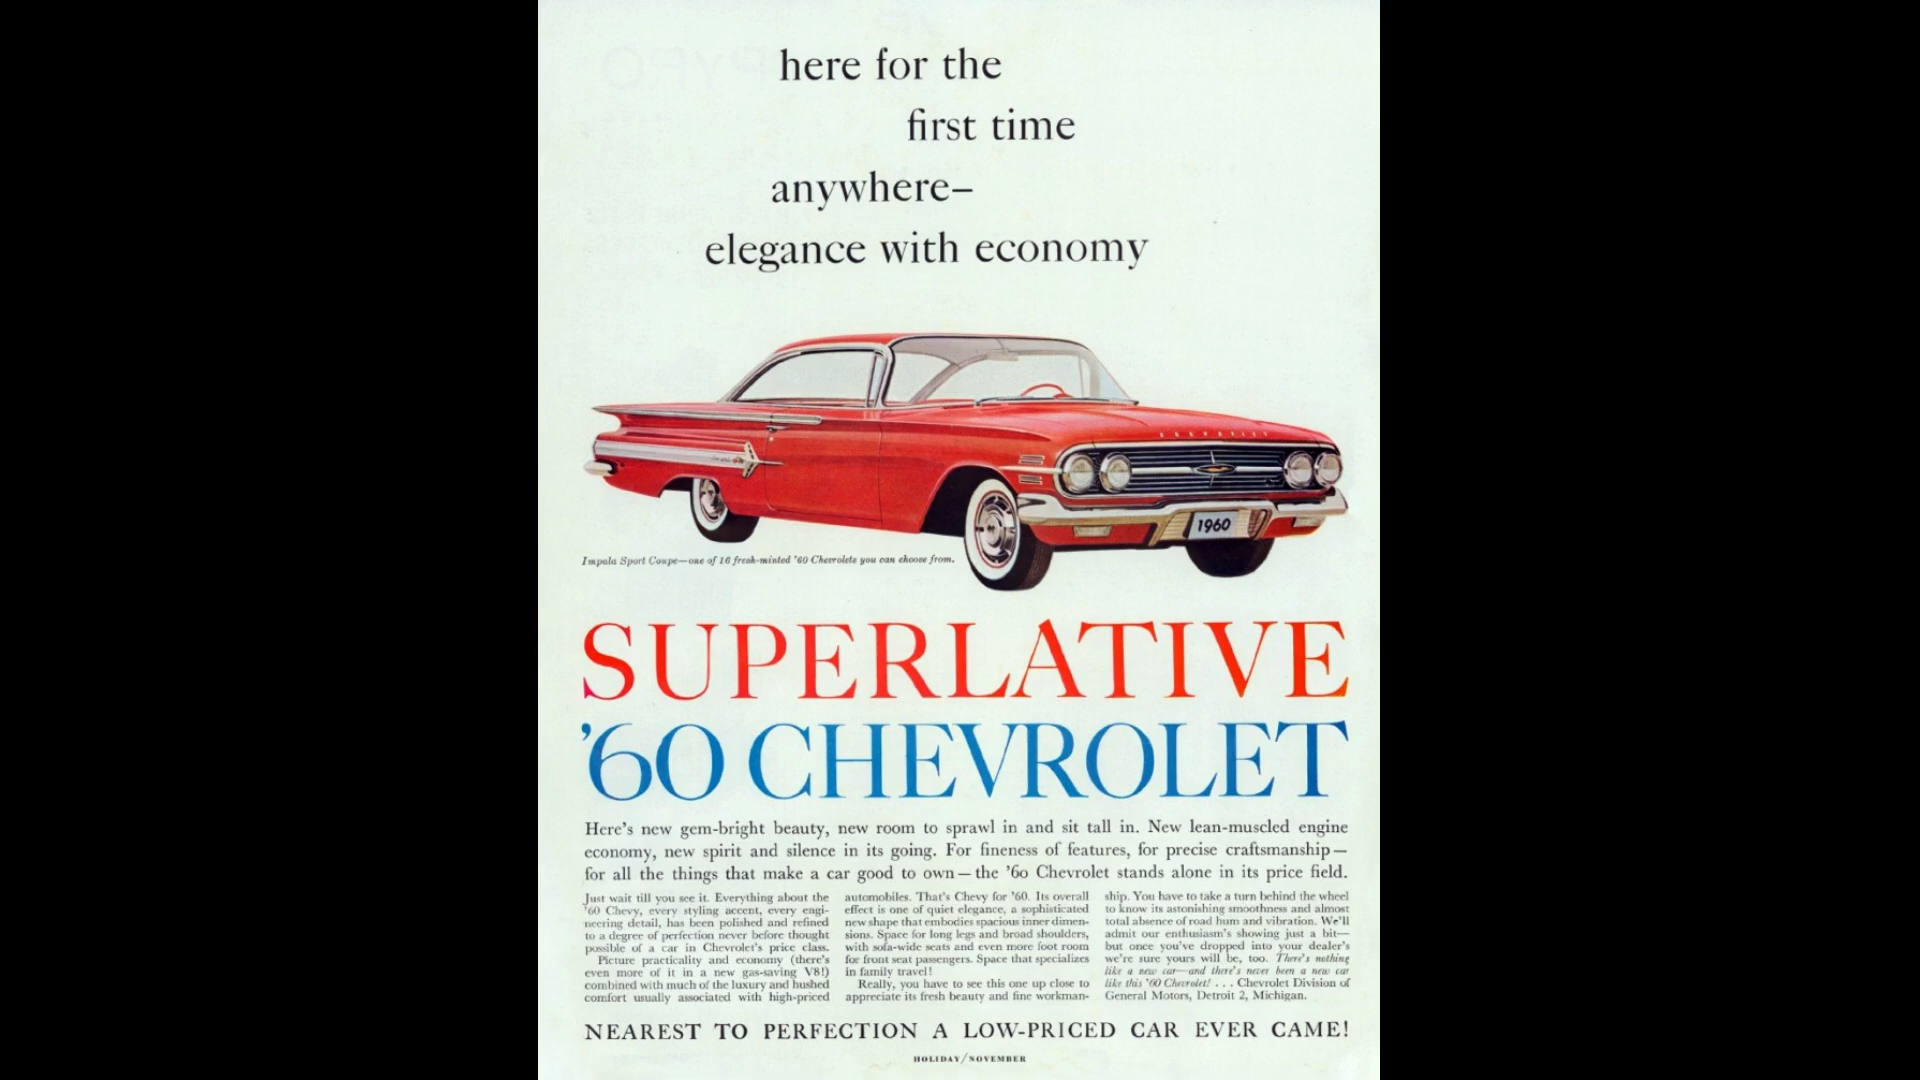 here for the
first time
anywhere–
elegance with economy
CHEVROLET
1960
Impala Sport Coupe—one of 16 fresh-minted '60 Chevrolets you can choose from.
SUPERLATIVE
'60 CHEVROLET
Here's new gem-bright beauty, new room to sprawl in and sit tall in. New lean-muscled engine
economy, new spirit and silence in its going. For fineness of features, for precise craftsmanship—
for all the things that make a car good to own—the '60 Chevrolet stands alone in its price field.
Just wait till you see it. Everything about the
'60 Chevy, every styling accent, every engi-
neering detail, has been polished and refined
to a degree of perfection never before thought
possible of a car in Chevrolet's price class.
Picture practicality and economy (there's
even more of it in a new gas-saving V8!)
combined with much of the luxury and hushed
comfort usually associated with high-priced
automobiles. That's Chevy for '60. Its overall
effect is one of quiet elegance, a sophisticated
new shape that embodies spacious inner dimen-
sions. Space for long legs and broad shoulders,
with sofa-wide seats and even more foot room
for front seat passengers. Space that specializes
in family travel!
Really, you have to see this one up close to
appreciate its fresh beauty and fine workman-
ship. You have to take a turn behind the wheel
to know its astonishing smoothness and almost
total absence of road hum and vibration. We'll
admit our enthusiasm's showing just a bit—
but once you've dropped into your dealer's
we're sure yours will be, too. There's nothing
like a new car—and there's never been a new car
like this '60 Chevrolet! . . . Chevrolet Division of
General Motors, Detroit 2, Michigan.
NEAREST TO PERFECTION A LOW-PRICED CAR EVER CAME!
HOLIDAY/NOVEMBER